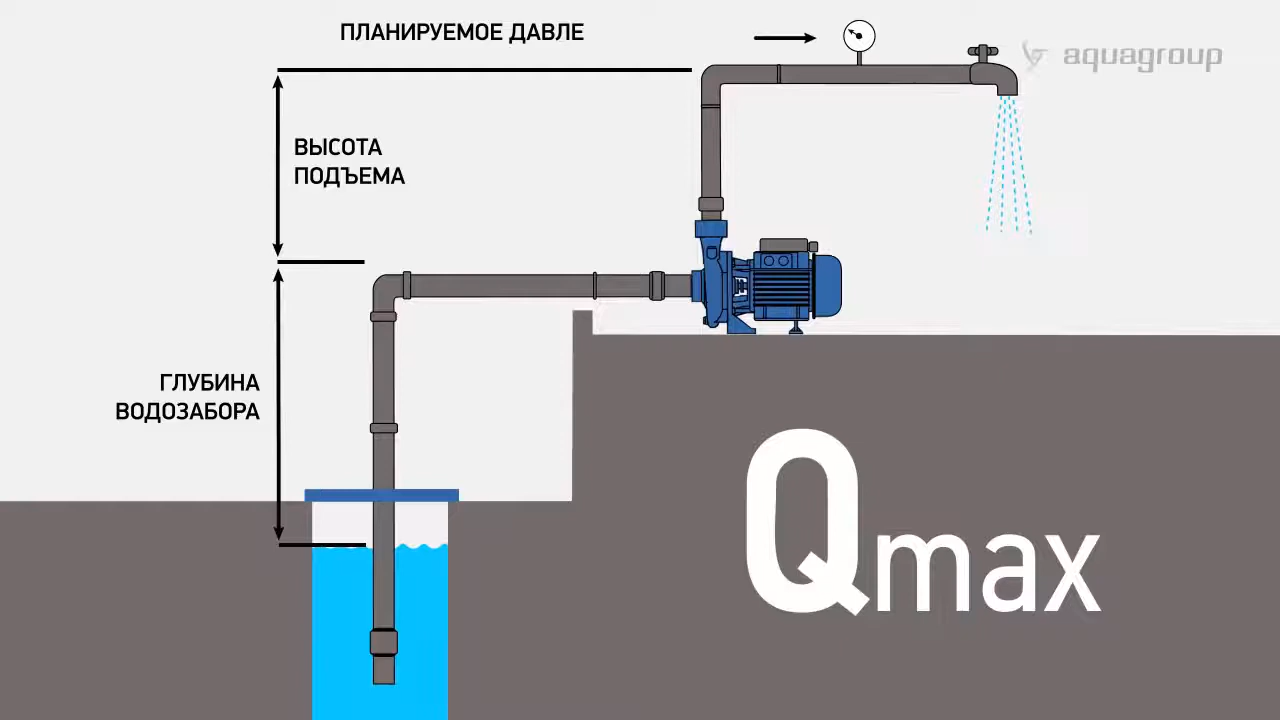 ПЛАНИРУЕМОЕ ДАВЛЕ
aquagroup
ВЫСОТА
ПОДЪЕМА
ГЛУБИНА
ВОДОЗАБОРА
Qmax